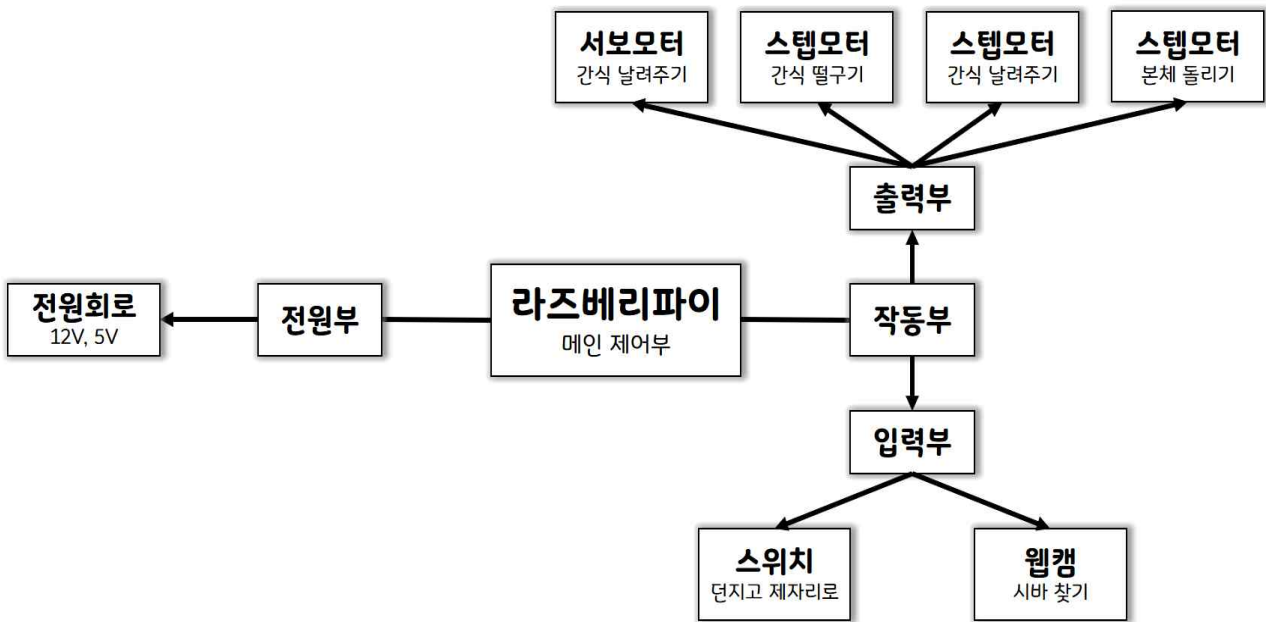 서보모터
간식 날려주기
스텝모터
간식 떨구기
스텝모터
간식 날려주기
스텝모터
본체 돌리기
출력부
전원회로
12V, 5V
전원부
라즈베리파이
메인 제어부
작동부
입력부
스위치
던지고 제자리로
웹캠
시바 찾기